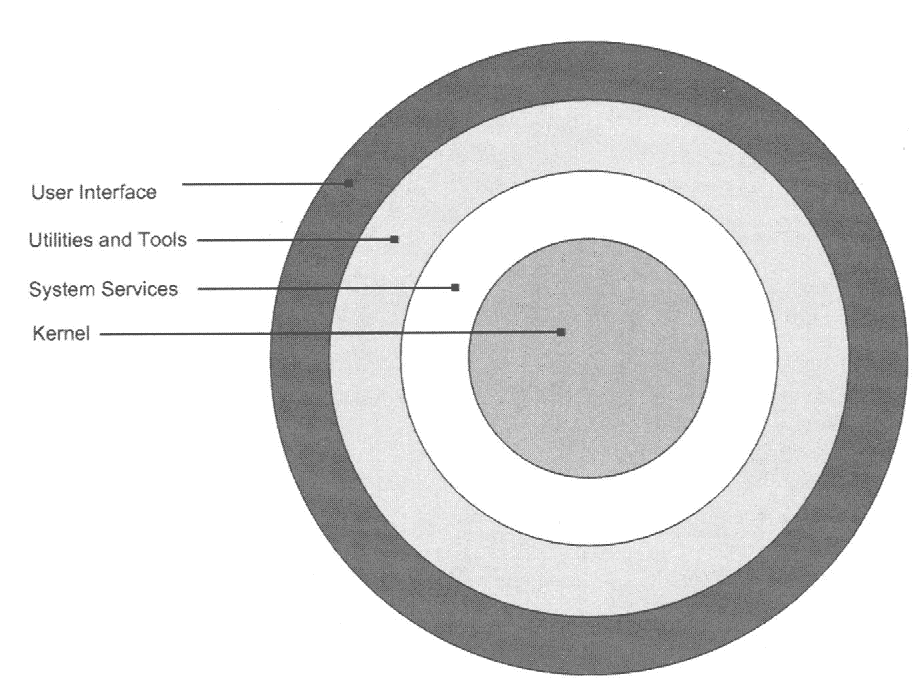 User Interface
Utilities and Tools
System Services
Kernel